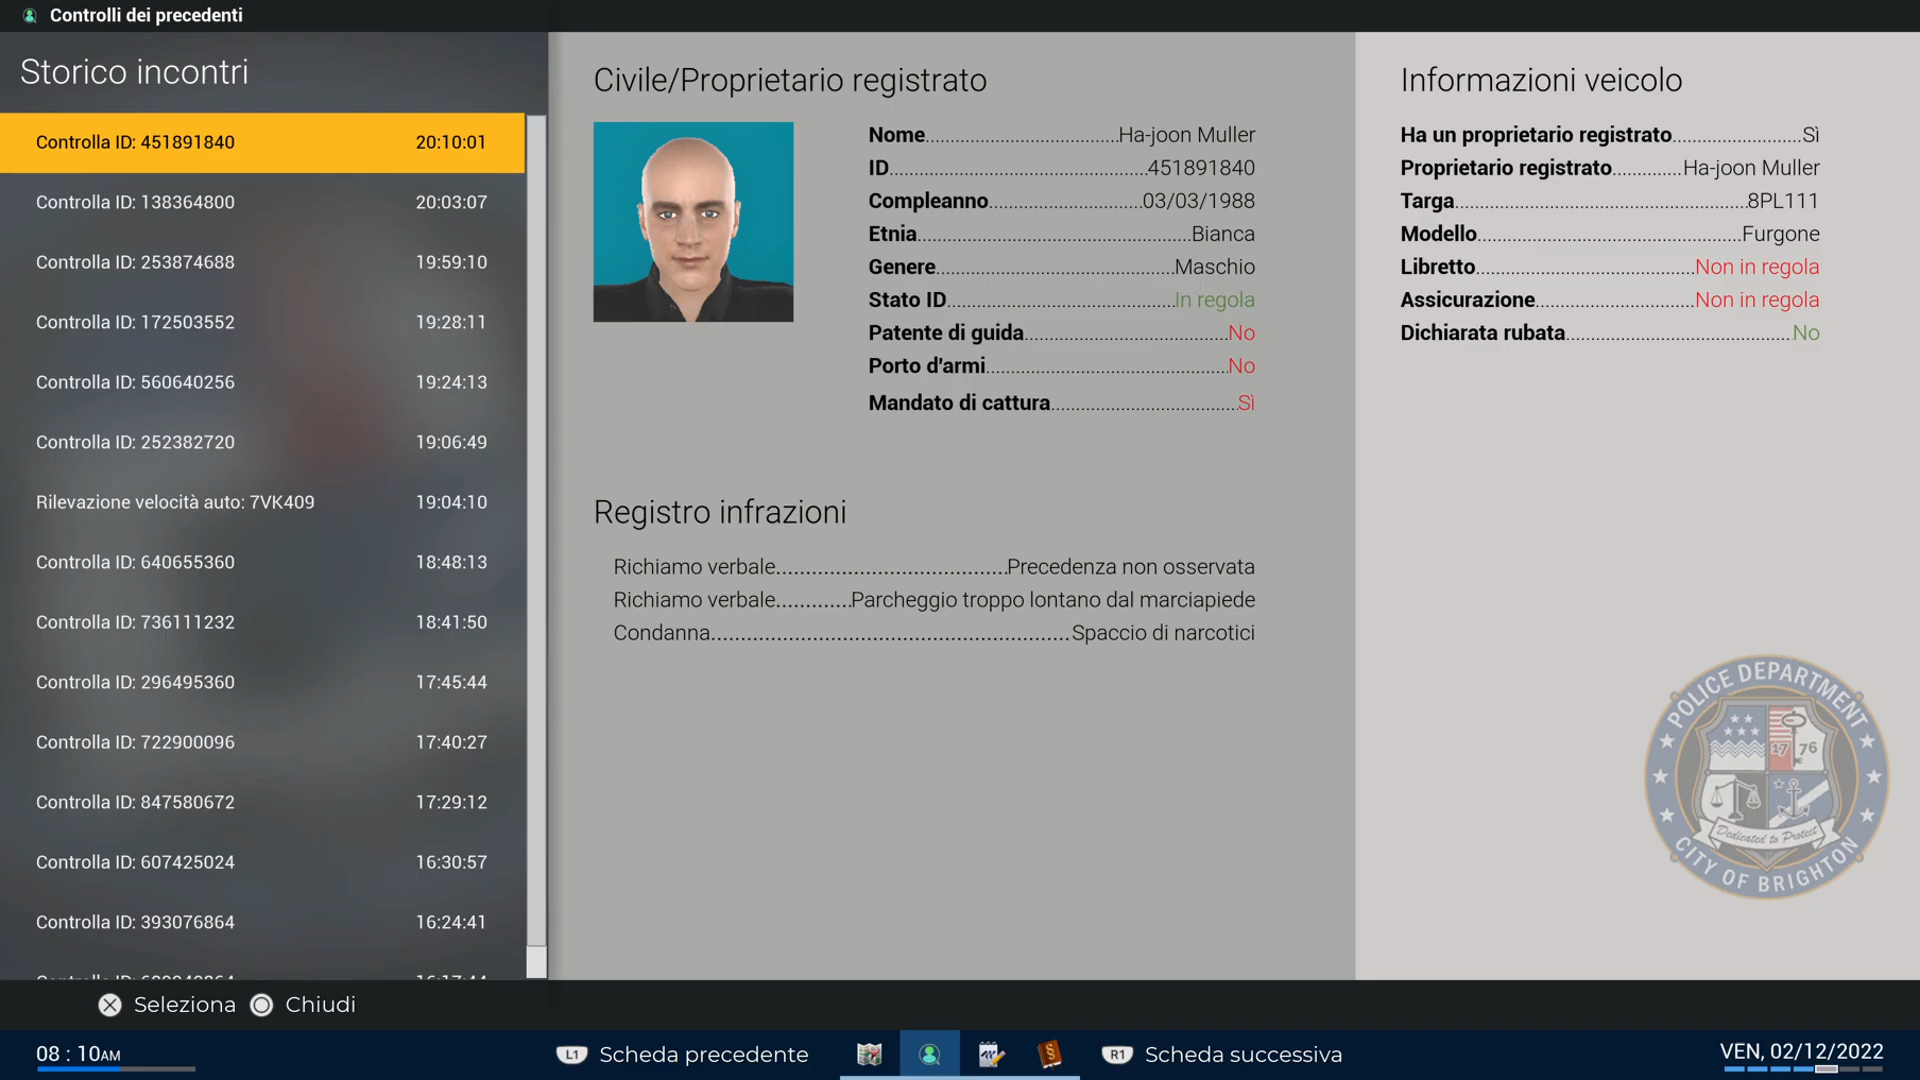 Controlli dei precedenti
Storico incontri
Controlla ID: 451891840 20:10:01
Controlla ID: 138364800 20:03:07
Controlla ID: 253874688 19:59:10
Controlla ID: 172503552 19:28:11
Controlla ID: 560640256 19:24:13
Controlla ID: 252382720 19:06:49
Rilevazione velocità auto: 7VK409 19:04:10
Controlla ID: 640655360 18:48:13
Controlla ID: 736111232 18:41:50
Controlla ID: 296495360 17:45:44
Controlla ID: 722900096 17:40:27
Controlla ID: 847580672 17:29:12
Controlla ID: 607425024 16:30:57
Controlla ID: 393076864 16:24:41
Civile/Proprietario registrato
Nome Ha-joon Muller
ID 451891840
Compleanno 03/03/1988
Etnia Bianca
Genere Maschio
Stato ID In regola
Patente di guida No
Porto d'armi No
Mandato di cattura Sì
Registro infrazioni
Richiamo verbale Precedenza non osservata
Richiamo verbale Parcheggio troppo lontano dal marciapiede
Condanna Spaccio di narcotici
Informazioni veicolo
Ha un proprietario registrato Sì
Proprietario registrato Ha-joon Muller
Targa 8PL111
Modello Furgone
Libretto Non in regola
Assicurazione Non in regola
Dichiarata rubata No
POLICE DEPARTMENT
17 76
Dedicated to Protect
CITY OF BRIGHTON
Seleziona Chiudi
08 : 10 AM
L1 Scheda precedente
R1 Scheda successiva
VEN, 02/12/2022